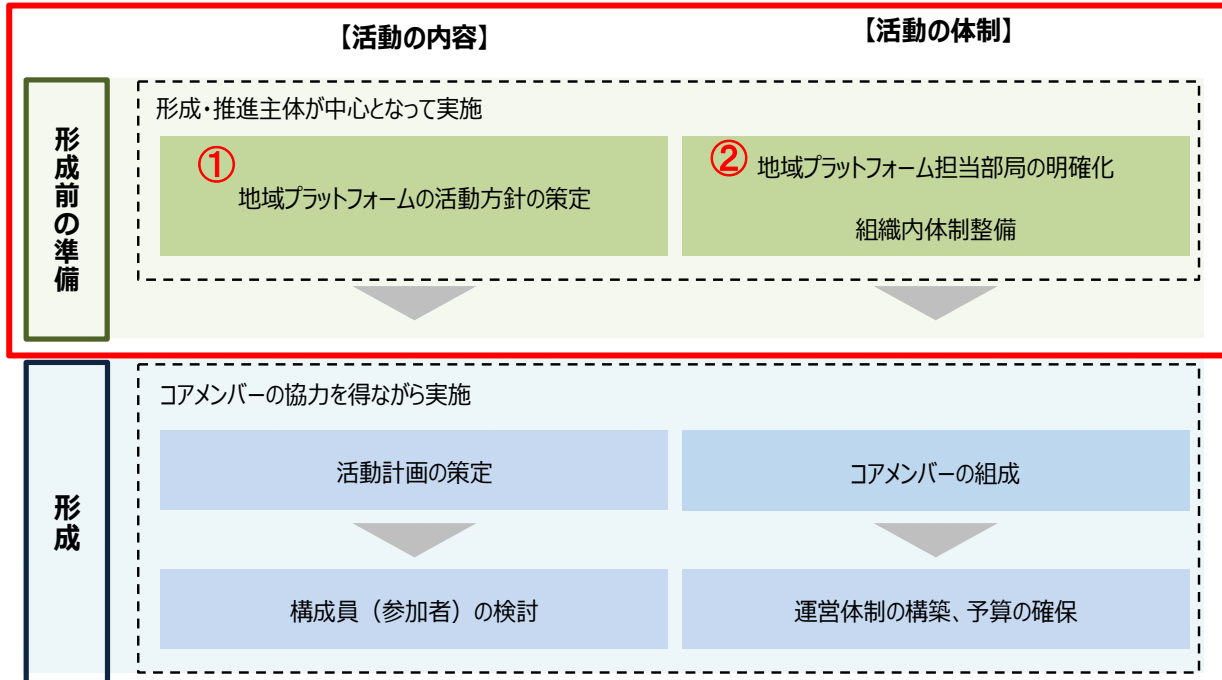 【活動の内容】
【活動の体制】
形成前の準備
形成・推進主体が中心となって実施
①
地域プラットフォームの活動方針の策定
②
地域プラットフォーム担当部局の明確化
組織内体制整備
形成
コアメンバーの協力を得ながら実施
活動計画の策定
コアメンバーの組成
構成員（参加者）の検討
運営体制の構築、予算の確保